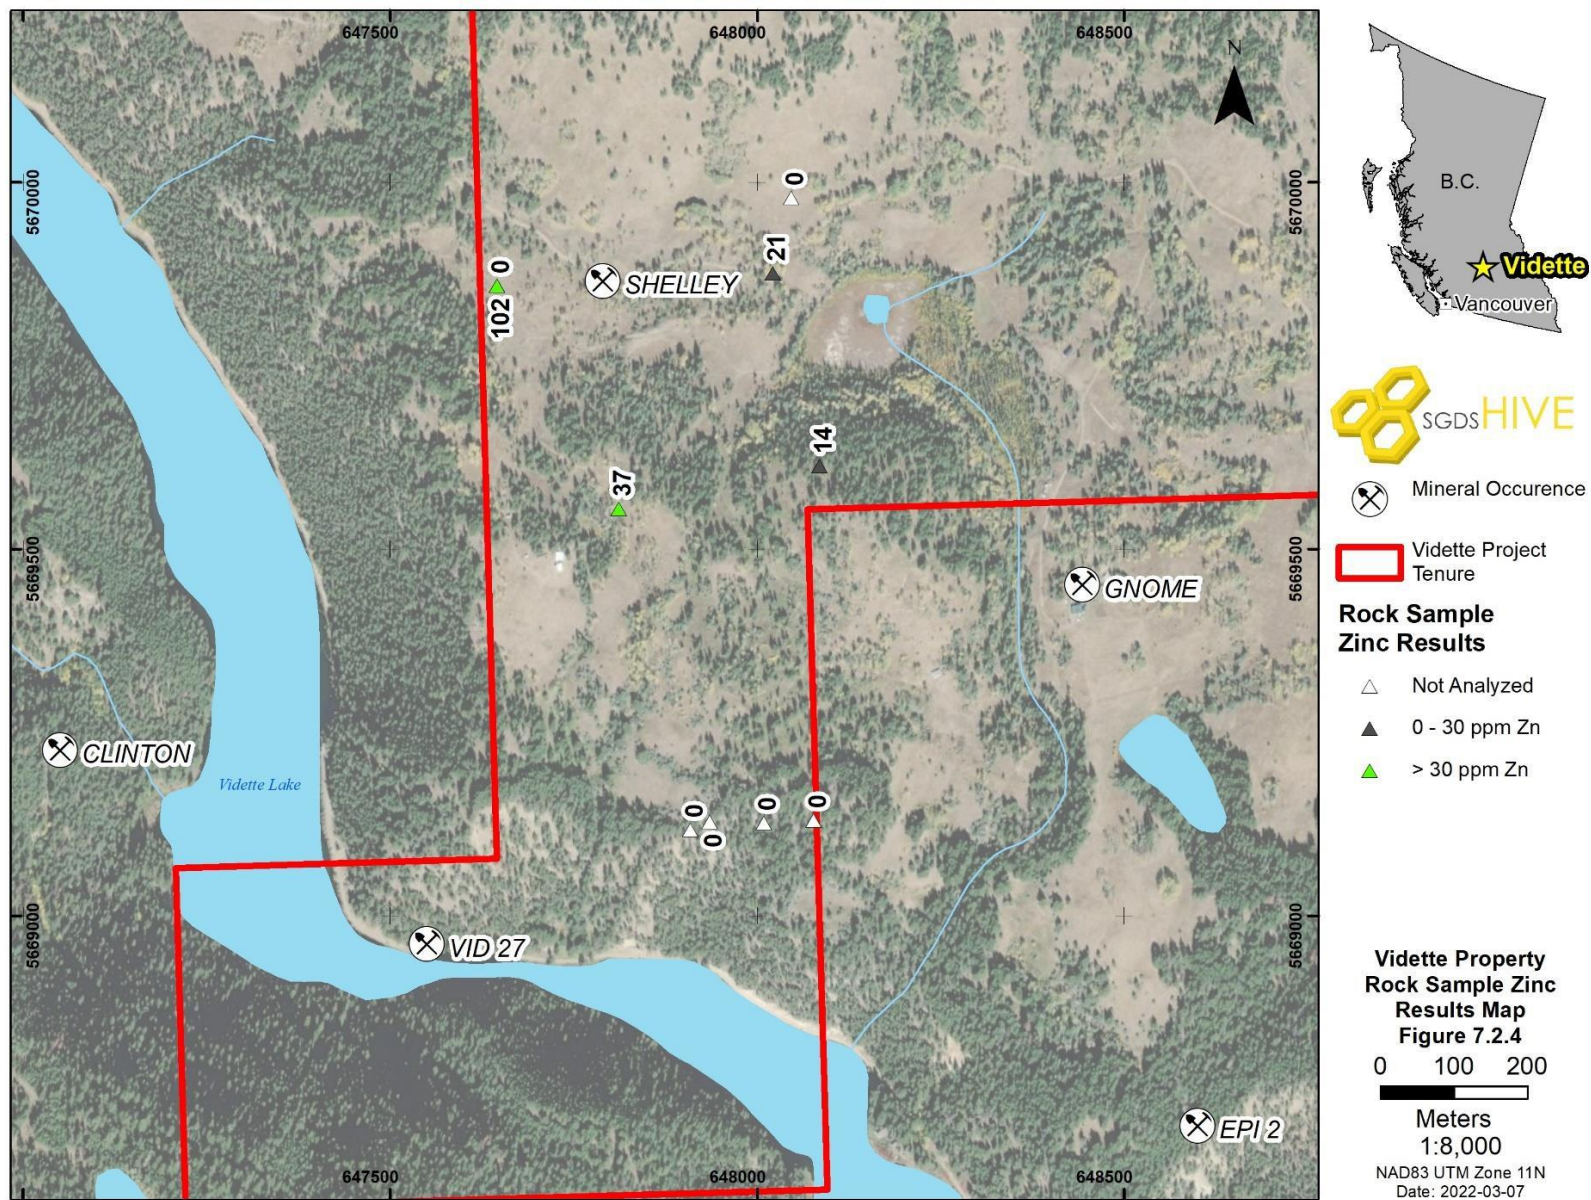 647500
648000
648500
N
5670000
5670000
0
21
0
102
SHELLEY
14
37
5669500
5669500
GNOME
CLINTON
Vidette Lake
0
0
0
0
5669000
5669000
VID 27
EPI 2
647500
648000
648500
B.C.
Vidette
Vancouver
SGDSHIVE
Mineral Occurence
Vidette Project
Tenure
Rock Sample
Zinc Results
Not Analyzed
0 - 30 ppm Zn
> 30 ppm Zn
Vidette Property
Rock Sample Zinc
Results Map
Figure 7.2.4
0 100 200
Meters
1:8,000
NAD83 UTM Zone 11N
Date: 2022-03-07